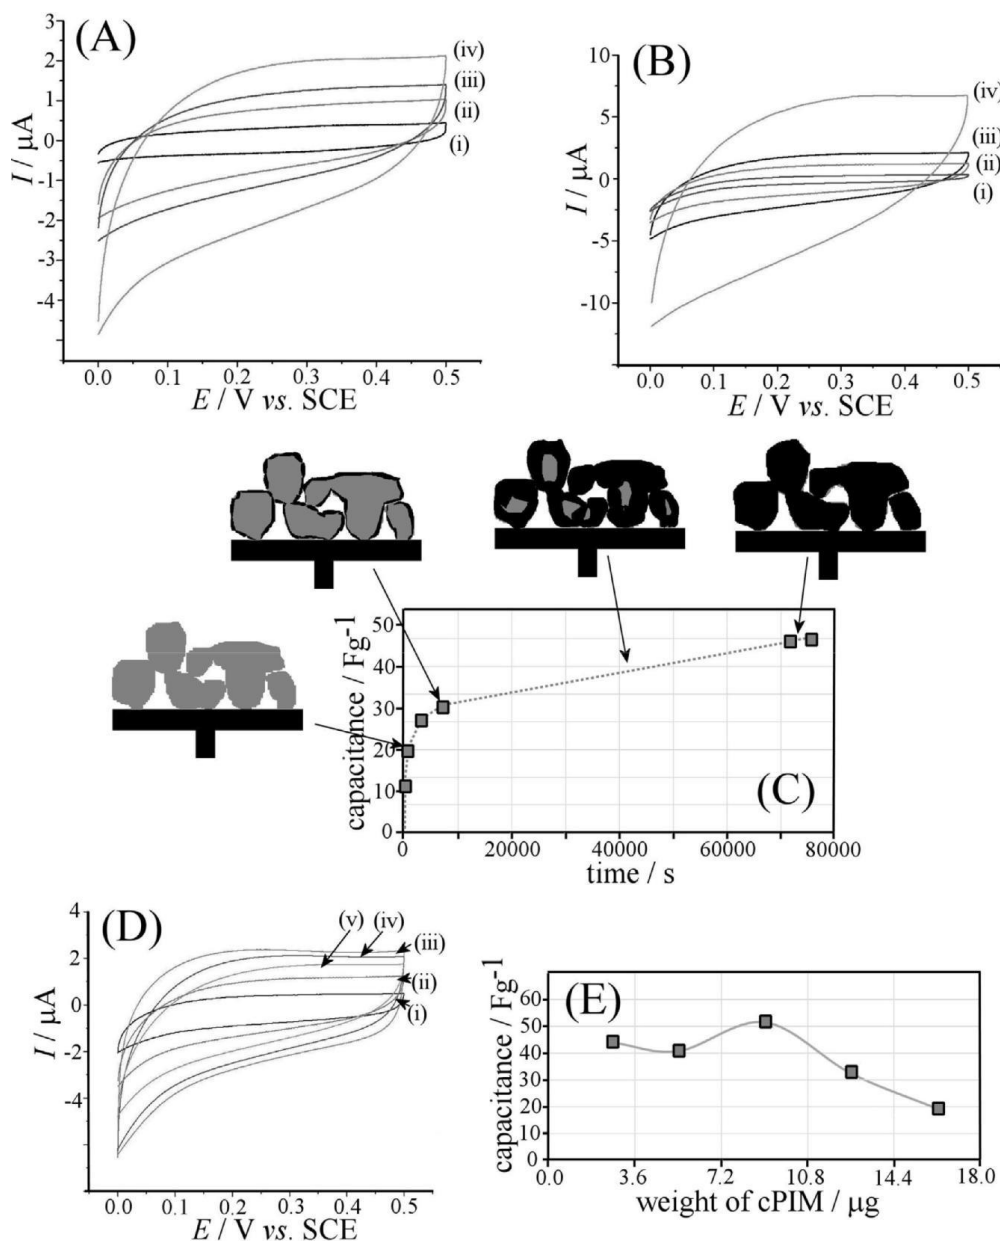 (A)
3
2
1
0
-1
-2
-3
-4
I / µA
(iv)
(iii)
(ii)
(i)
0.0 0.1 0.2 0.3 0.4 0.5
E / V vs. SCE
(B)
10
5
0
-5
-10
I / µA
(iv)
(iii)
(ii)
(i)
0.0 0.1 0.2 0.3 0.4 0.5
E / V vs. SCE
50
40
30
20
10
0
capacitance / Fg-1
(C)
0 20000 40000 60000 80000
time / s
(D)
4
2
0
-2
-4
I / µA
(v) (iv) (iii)
(ii)
(i)
0.0 0.1 0.2 0.3 0.4 0.5
E / V vs. SCE
(E)
60
50
40
30
20
10
0
capacitance / Fg-1
0.0 3.6 7.2 10.8 14.4 18.0
weight of cPIM / µg